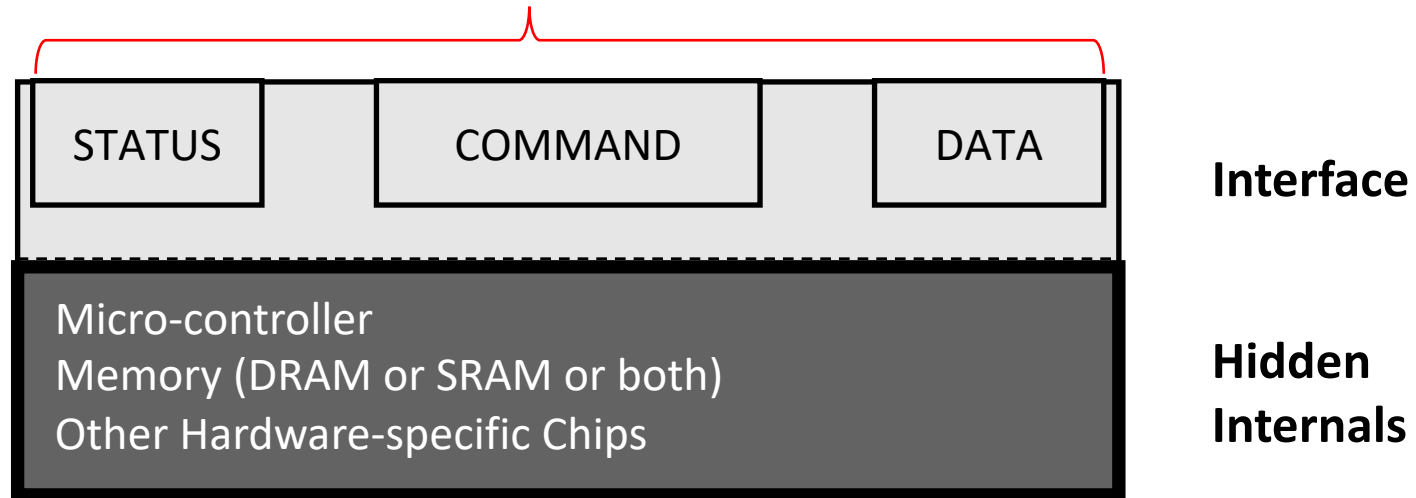 STATUS
COMMAND
DATA
Interface
Micro-controller
Memory (DRAM or SRAM or both)
Other Hardware-specific Chips
Hidden
Internals